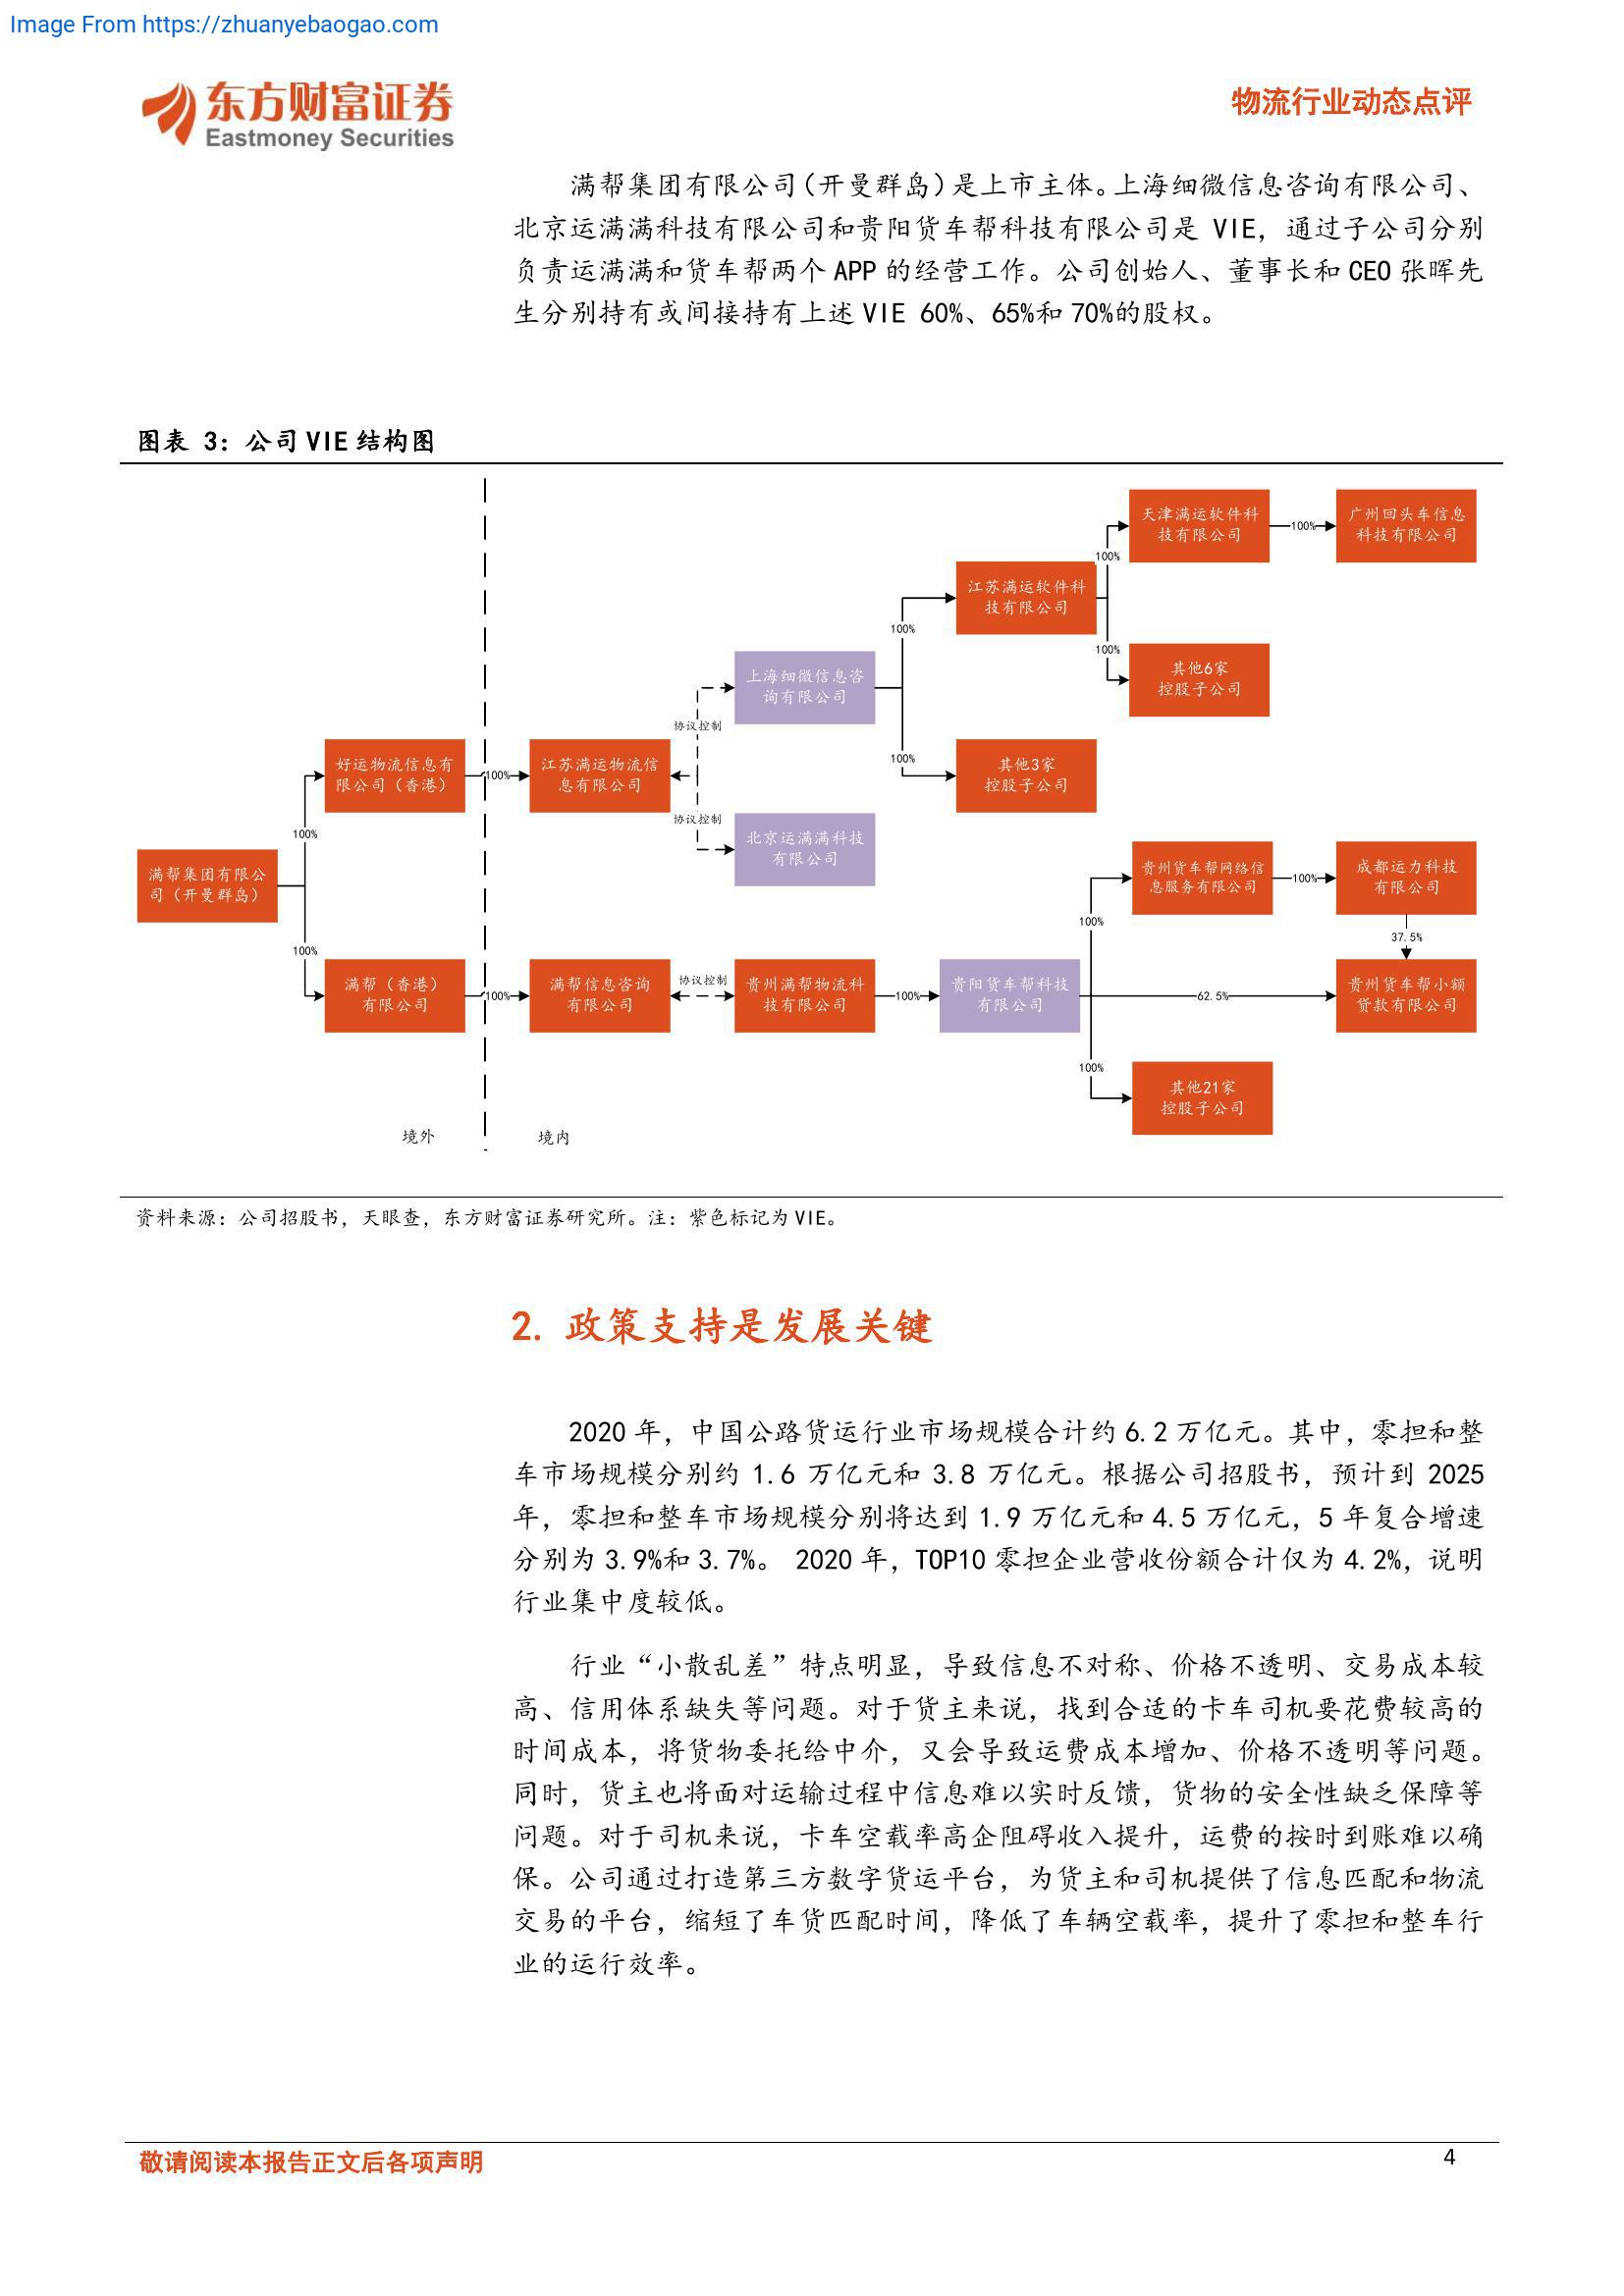 Image From https://zhuanyebaogao.com
东方财富证券
Eastmoney Securities
物流行业动态点评
满帮集团有限公司（开曼群岛）是上市主体。上海细微信息咨询有限公司、
北京运满满科技有限公司和贵阳货车帮科技有限公司是 VIE，通过子公司分别
负责运满满和货车帮两个 APP 的经营工作。公司创始人、董事长和 CEO 张晖先
生分别持有或间接持有上述 VIE 60%、65%和 70%的股权。
图表 3：公司 VIE 结构图
满帮集团有限公
司（开曼群岛）
100%
100%
好运物流信息有
限公司（香港）
满帮（香港）
有限公司
100%
100%
江苏满运物流信
息有限公司
满帮信息咨询
有限公司
协议控制
协议控制
协议控制
上海细微信息咨
询有限公司
北京运满满科技
有限公司
贵州满帮物流科
技有限公司
100%
100%
100%
江苏满运软件科
技有限公司
其他3家
控股子公司
贵阳货车帮科技
有限公司
100%
100%
天津满运软件科
技有限公司
100%
广州回头车信息
科技有限公司
其他6家
控股子公司
100%
62.5%
100%
贵州货车帮网络信
息服务有限公司
100%
成都运力科技
有限公司
37.5%
贵州货车帮小额
贷款有限公司
其他21家
控股子公司
境外
境内
资料来源：公司招股书，天眼查，东方财富证券研究所。注：紫色标记为 VIE。
2. 政策支持是发展关键
2020 年，中国公路货运行业市场规模合计约 6.2 万亿元。其中，零担和整
车市场规模分别约 1.6 万亿元和 3.8 万亿元。根据公司招股书，预计到 2025
年，零担和整车市场规模分别将达到 1.9 万亿元和 4.5 万亿元，5 年复合增速
分别为 3.9%和 3.7%。 2020 年，TOP10 零担企业营收份额合计仅为 4.2%，说明
行业集中度较低。
行业“小散乱差”特点明显，导致信息不对称、价格不透明、交易成本较
高、信用体系缺失等问题。对于货主来说，找到合适的卡车司机要花费较高的
时间成本，将货物委托给中介，又会导致运费成本增加、价格不透明等问题。
同时，货主也将面对运输过程中信息难以实时反馈，货物的安全性缺乏保障等
问题。对于司机来说，卡车空载率高企阻碍收入提升，运费的按时到账难以确
保。公司通过打造第三方数字货运平台，为货主和司机提供了信息匹配和物流
交易的平台，缩短了车货匹配时间，降低了车辆空载率，提升了零担和整车行
业的运行效率。
敬请阅读本报告正文后各项声明
4